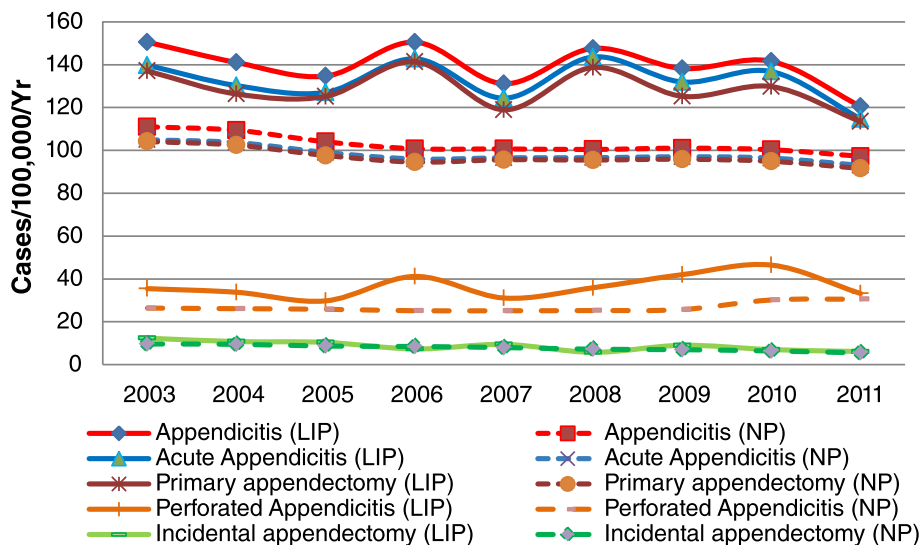 160
140
120
100
80
60
40
20
0
Cases/100,000/Yr
2003 2004 2005 2006 2007 2008 2009 2010 2011
Appendicitis (LIP) Appendicitis (NP)
Acute Appendicitis (LIP) Acute Appendicitis (NP)
Primary appendectomy (LIP) Primary appendectomy (NP)
Perforated Appendicitis (LIP) Perforated Appendicitis (NP)
Incidental appendectomy (LIP) Incidental appendectomy (NP)